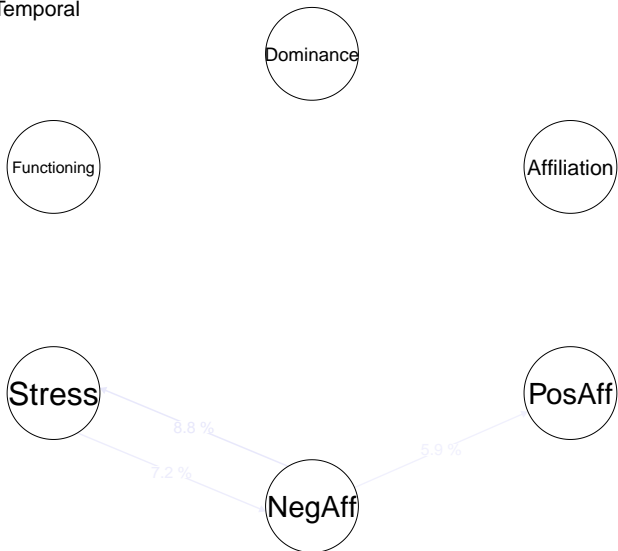 Temporal
Dominance
Functioning
Affiliation
Stress
PosAff
8.8 %
5.9 %
7.2 %
NegAff